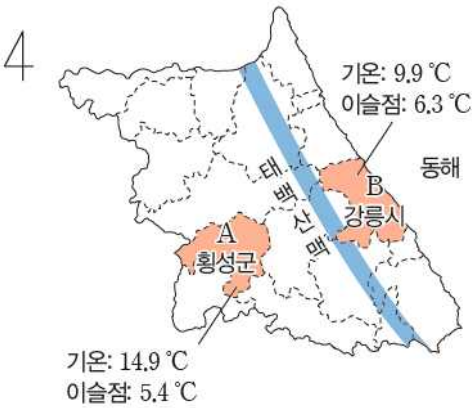 4
기온: 9.9 ℃
이슬점: 6.3 ℃
동해
태백산맥
B
강릉시
A
횡성군
기온: 14.9 ℃
이슬점: 5.4 ℃